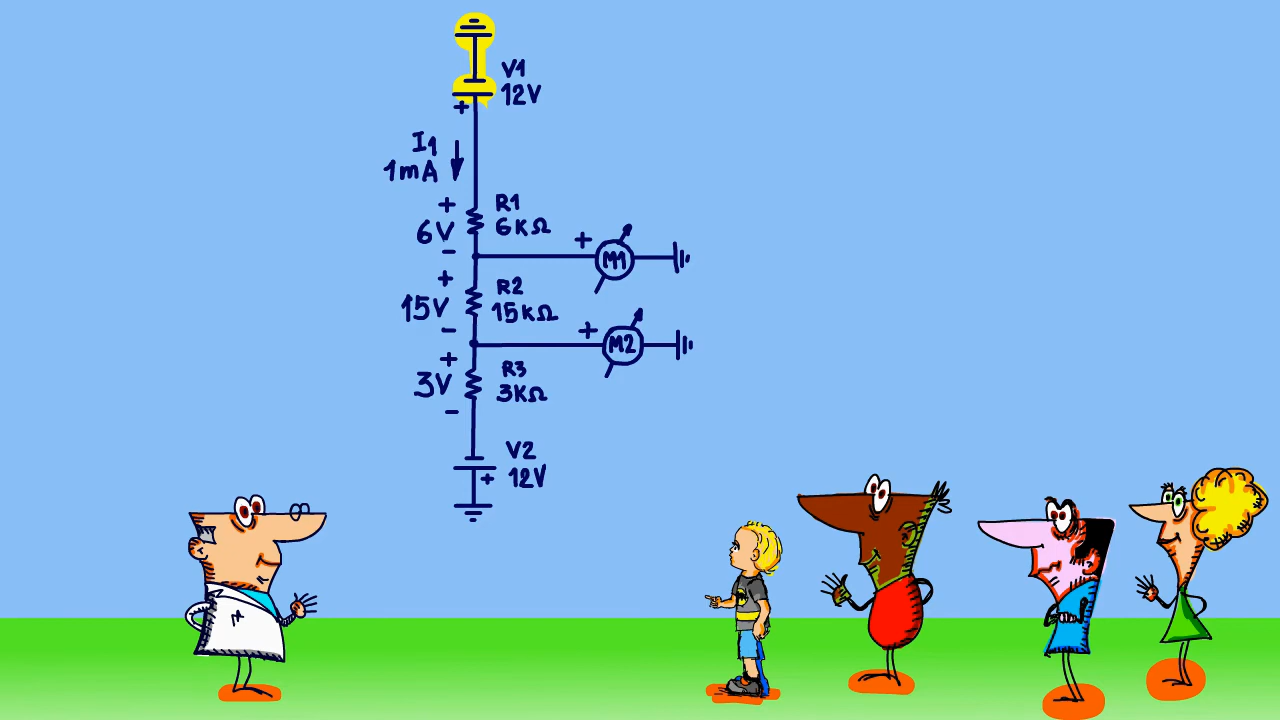 V1
12V
+
I1
1mA
+
6V
-
R1
6KΩ
+
M1
+
15V
-
R2
15KΩ
+
M2
+
3V
-
R3
3KΩ
V2
12V
+